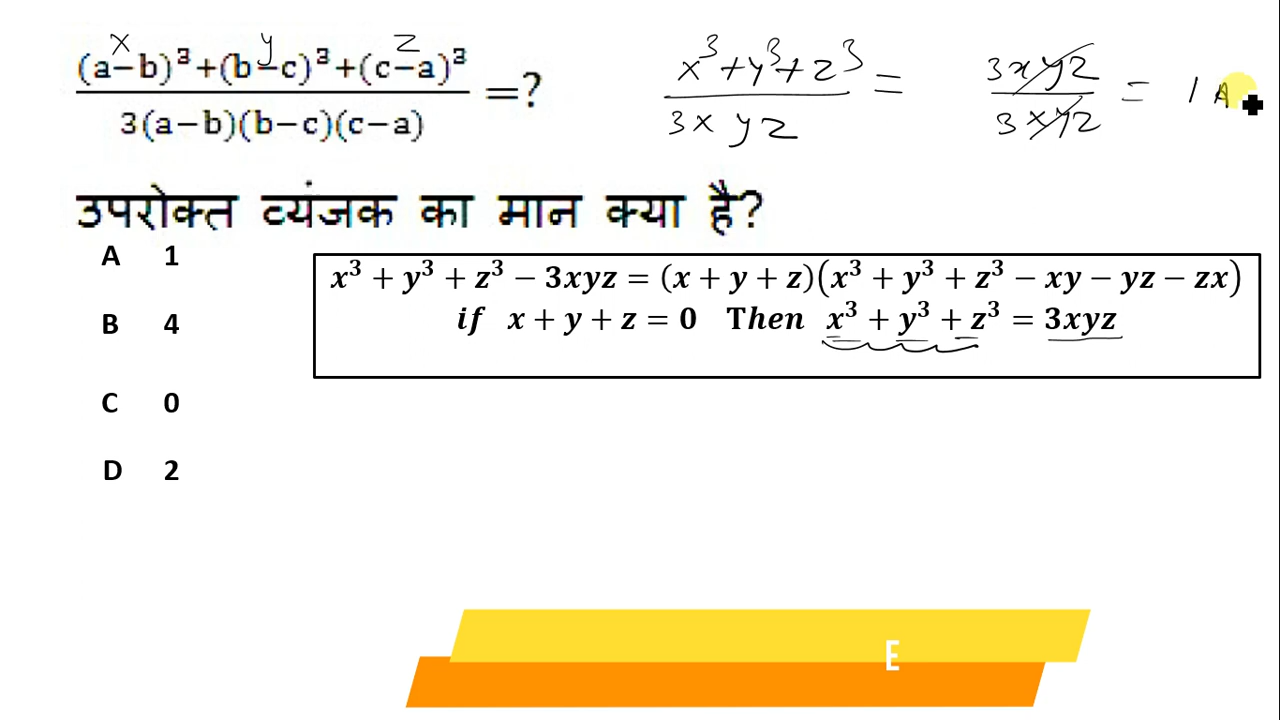 x y z
(a-b)³+(b-c)³+(c-a)³ / 3(a-b)(b-c)(c-a) =?
x³+y³+z³ / 3xyz = 3xyz / 3xyz = 1 A
उपरोक्त व्यंजक का मान क्या है?
A 1
B 4
C 0
D 2
x³ + y³ + z³ − 3xyz = (x + y + z)(x³ + y³ + z³ − xy − yz − zx)
if x + y + z = 0 Then x³ + y³ + z³ = 3xyz
E